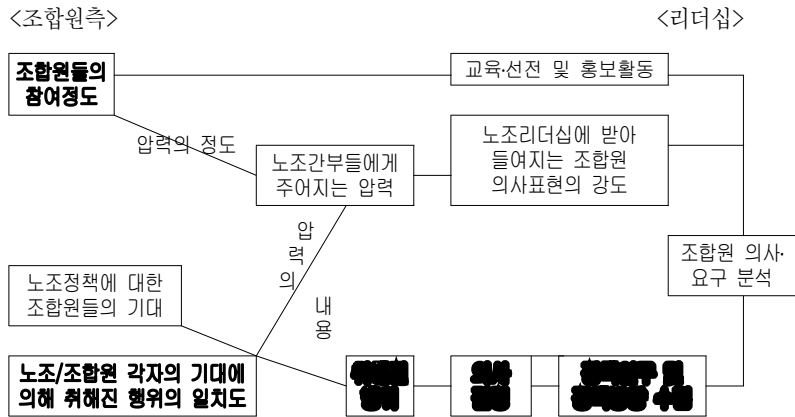 <조합원측>
<리더십>
조합원들의
참여정도
교육·선전 및 홍보활동
압력의 정도
노조간부들에게
주어지는 압력
노조리더십에 받아
들여지는 조합원
의사표현의 강도
압
력
의
내
용
조합원 의사·
요구 분석
노조정책에 대한
조합원들의 기대
노조/조합원 각자의 기대에
의해 취해진 행위의 일치도